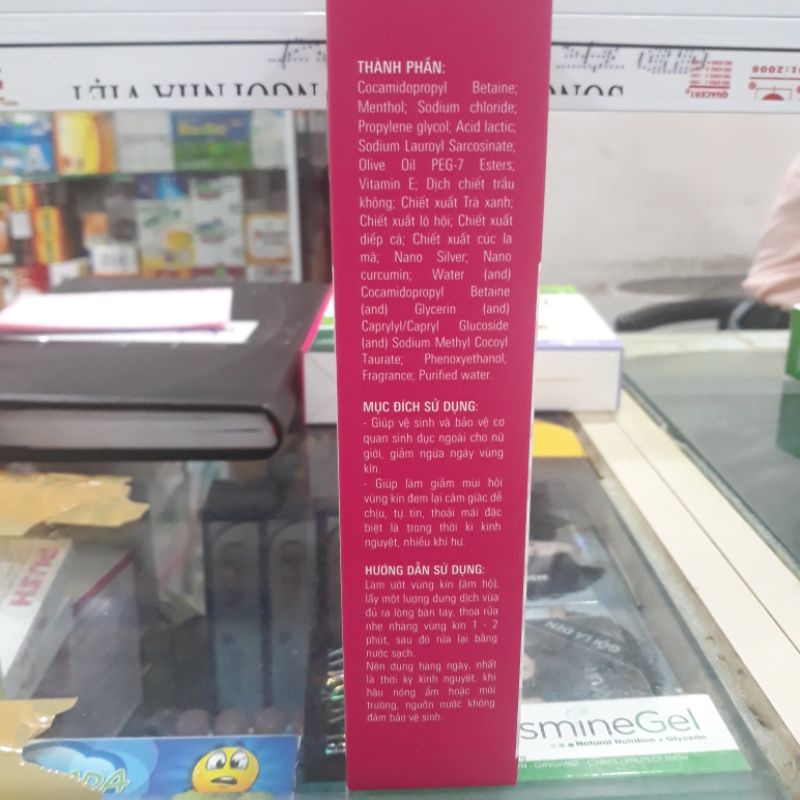 THÀNH PHẦN:
Cocamidopropyl Betaine;
Menthol; Sodium chloride;
Propylene glycol; Acid lactic;
Sodium Lauroyl Sarcosinate;
Olive Oil PEG-7 Esters;
Vitamin E; Dịch chiết trầu
không; Chiết xuất Trà xanh;
Chiết xuất lô hội; Chiết xuất
diếp cá; Chiết xuất cúc la
mã; Nano Silver; Nano
curcumin; Water (and)
Cocamidopropyl Betaine
(and) Glycerin (and)
Caprylyl/Capryl Glucoside
(and) Sodium Methyl Cocoyl
Taurate; Phenoxyethanol;
Fragrance; Purified water.
MỤC ĐÍCH SỬ DỤNG:
- Giúp vệ sinh và bảo vệ cơ
quan sinh dục ngoài cho nữ
giới, giảm ngứa ngáy vùng
kín.
- Giúp làm giảm mùi hôi
vùng kín đem lại cảm giác dễ
chịu, tự tin, thoải mái đặc
biệt là trong thời kì kinh
nguyệt, nhiều khí hư.
HƯỚNG DẪN SỬ DỤNG:
Làm ướt vùng kín (âm hộ),
lấy một lượng dung dịch vừa
đủ ra lòng bàn tay, thoa rửa
nhẹ nhàng vùng kín 1 - 2
phút, sau đó rửa lại bằng
nước sạch.
Nên dùng hàng ngày, nhất
là thời kỳ kinh nguyệt, khí
hậu nóng ẩm hoặc môi
trường, nguồn nước không
đảm bảo vệ sinh.
smineGel
Natural Nutrition + Glycerin